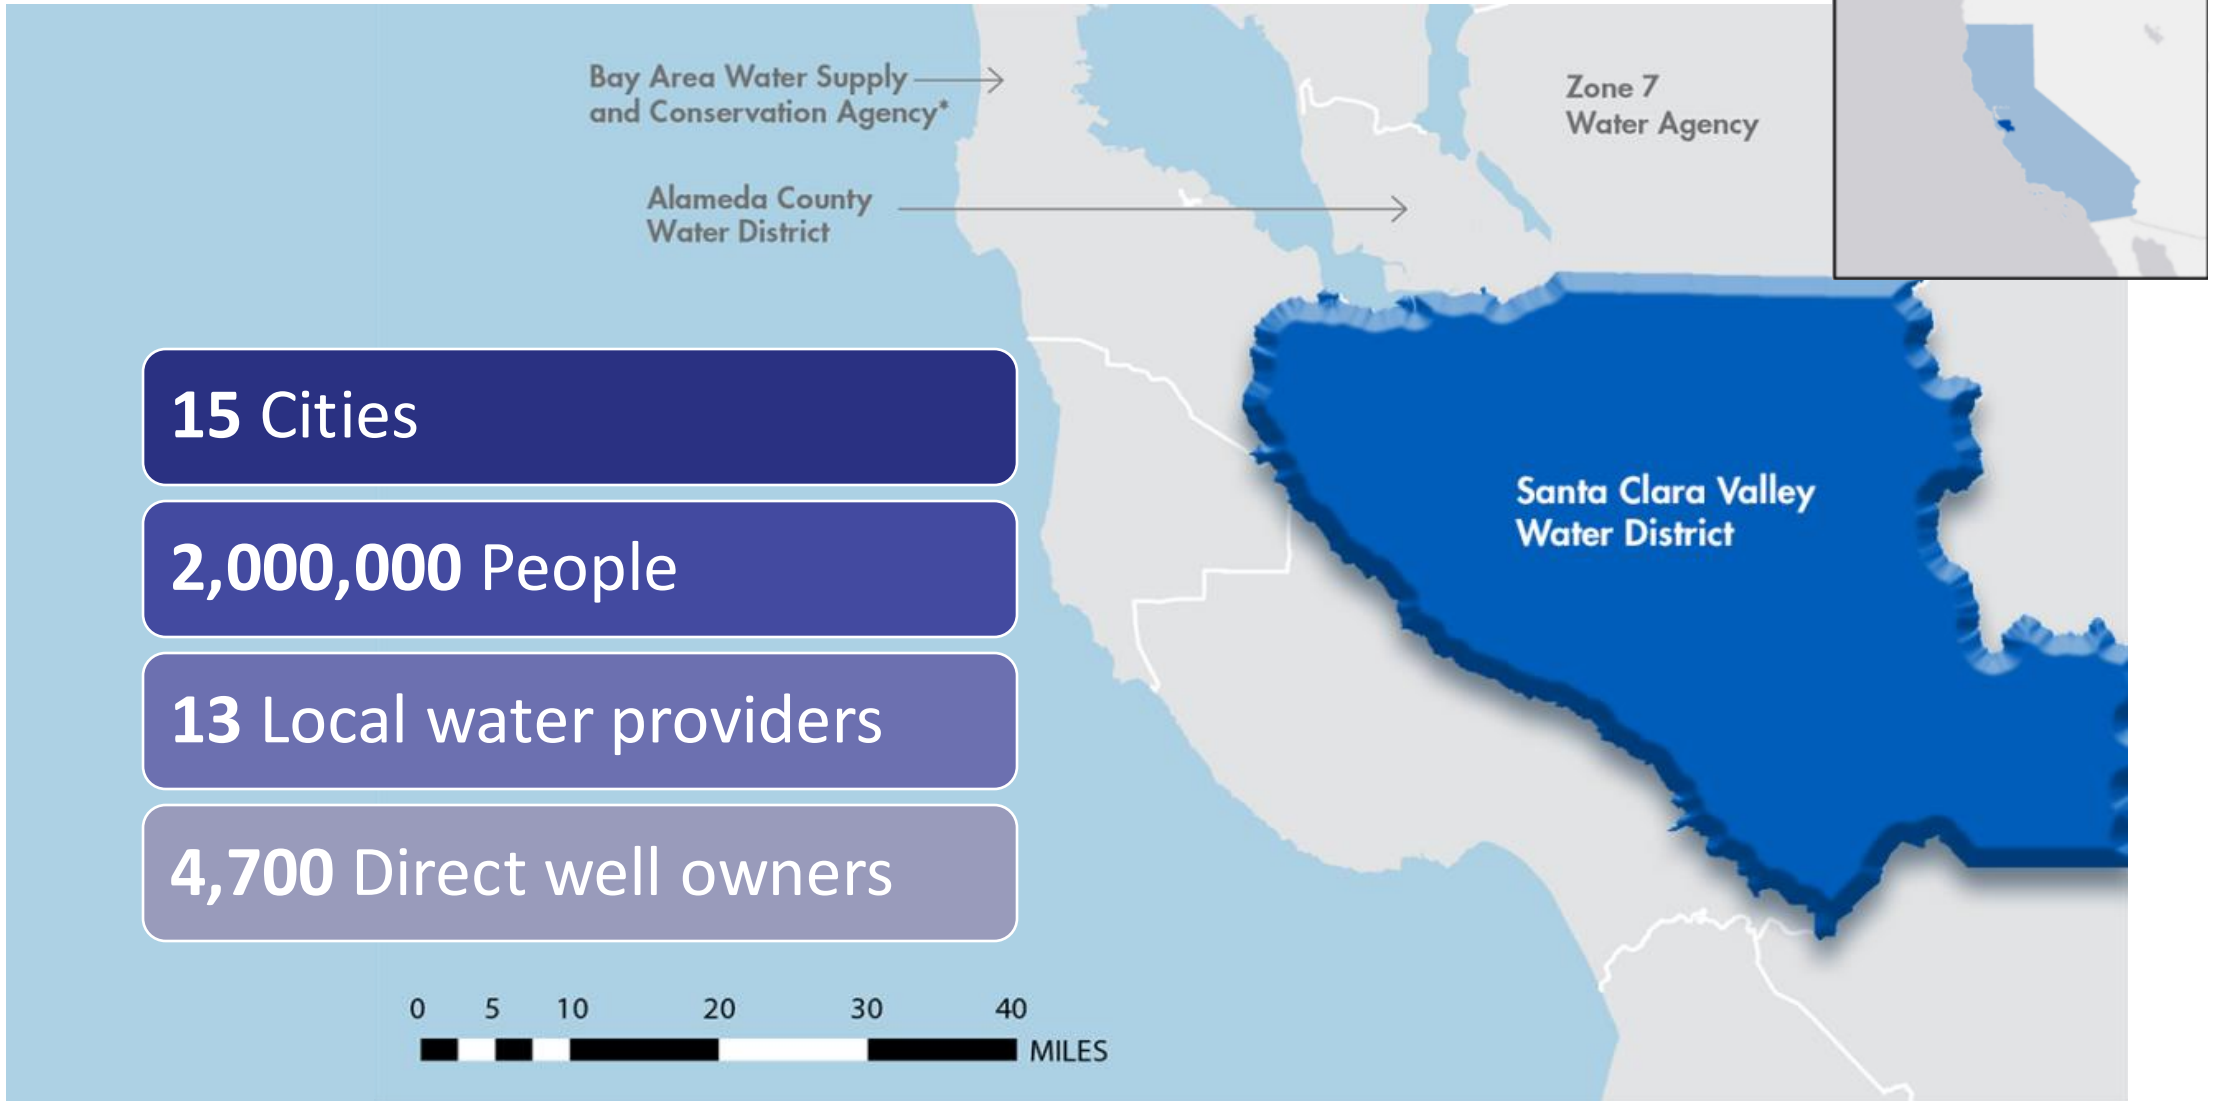 Bay Area Water Supply
and Conservation Agency*
Zone 7
Water Agency
Alameda County
Water District
15 Cities
2,000,000 People
13 Local water providers
4,700 Direct well owners
Santa Clara Valley
Water District
0 5 10 20 30 40
MILES